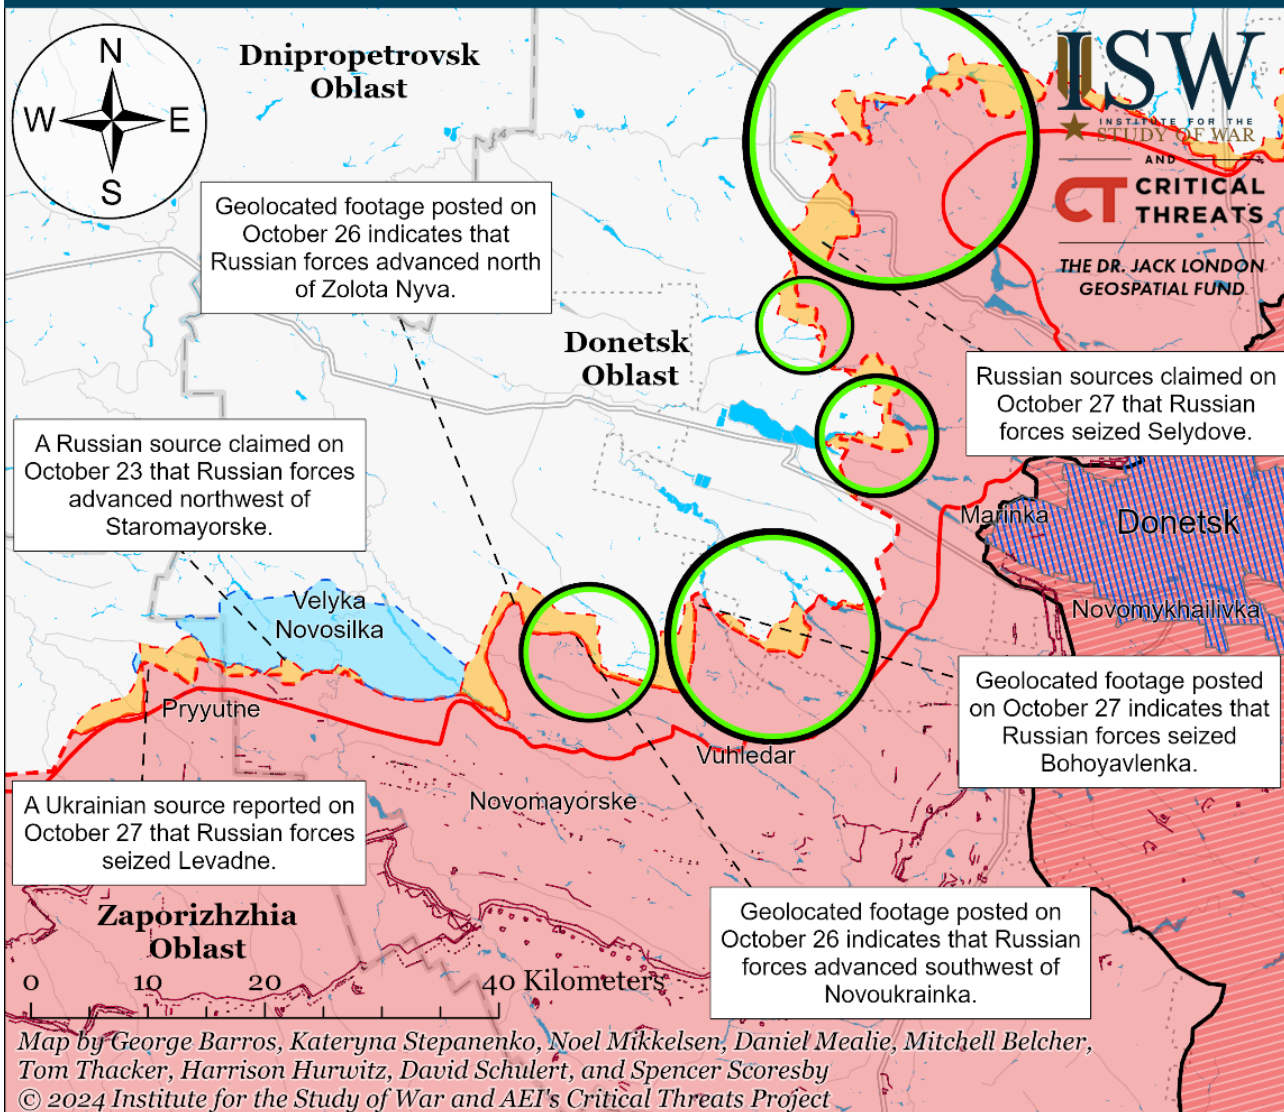 N
W
E
S
Dnipropetrovsk
Oblast
ISW
INSTITUTE FOR THE
STUDY OF WAR
AND
CT CRITICAL
THREATS
THE DR. JACK LONDON
GEOSPATIAL FUND
Geolocated footage posted on
October 26 indicates that
Russian forces advanced north
of Zolota Nyva.
Donetsk
Oblast
Russian sources claimed on
October 27 that Russian
forces seized Selydove.
A Russian source claimed on
October 23 that Russian forces
advanced northwest of
Staromayorske.
Marinka
Donetsk
Velyka
Novosilka
Novomykhailivka
Pryyutne
Geolocated footage posted
on October 27 indicates that
Russian forces seized
Bohoyavlenka.
Vuhledar
Novomayorske
A Ukrainian source reported on
October 27 that Russian forces
seized Levadne.
Zaporizhzhia
Oblast
Geolocated footage posted on
October 26 indicates that Russian
forces advanced southwest of
Novoukrainka.
0 10 20 40 Kilometers
Map by George Barros, Kateryna Stepanenko, Noel Mikkelsen, Daniel Mealie, Mitchell Belcher,
Tom Thacker, Harrison Hurwitz, David Schulert, and Spencer Scoresby
© 2024 Institute for the Study of War and AEI's Critical Threats Project